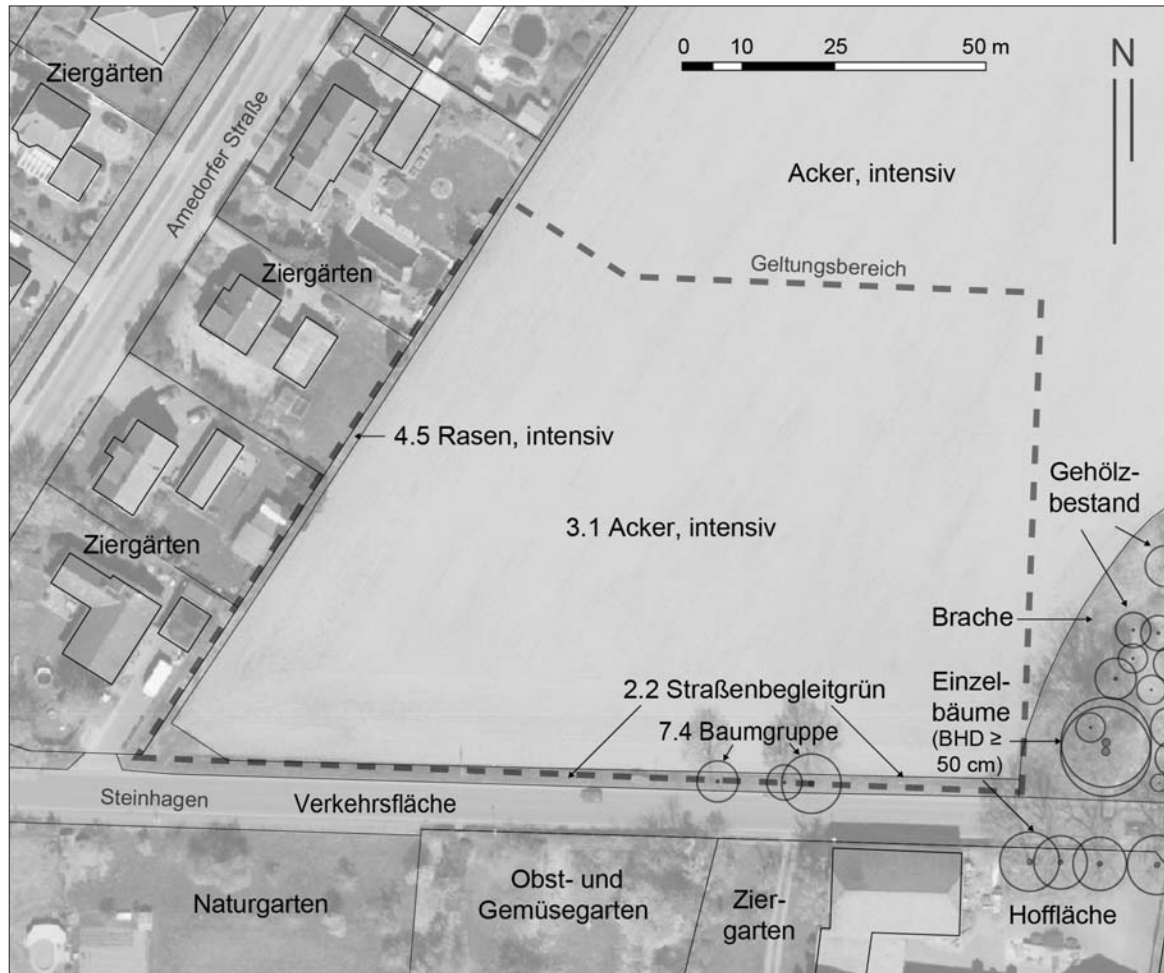 Ziergärten
Amedorfer Straße
0 10 25 50 m
N
Acker, intensiv
Geltungsbereich
Ziergärten
4.5 Rasen, intensiv
3.1 Acker, intensiv
Gehölz-
bestand
Ziergärten
Brache
2.2 Straßenbegleitgrün
7.4 Baumgruppe
Einzel-
bäume
(BHD ≥
50 cm)
Steinhagen
Verkehrsfläche
Naturgarten
Obst- und
Gemüsegarten
Zier-
garten
Hoffläche